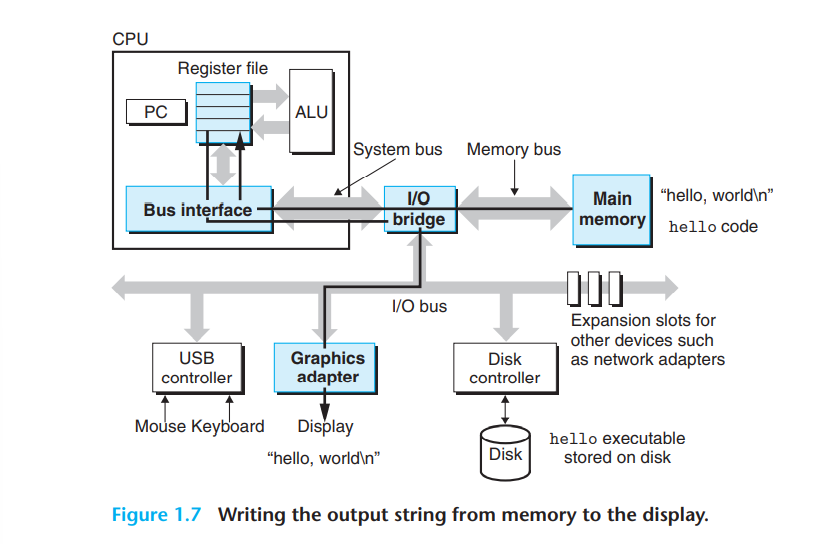 CPU
Register file
PC
ALU
System bus
Memory bus
Bus interface
I/O
bridge
Main
memory
“hello, world\n”
hello code
I/O bus
Expansion slots for
other devices such
as network adapters
USB
controller
Graphics
adapter
Disk
controller
Mouse Keyboard
Display
“hello, world\n”
Disk
hello executable
stored on disk
Figure 1.7 Writing the output string from memory to the display.